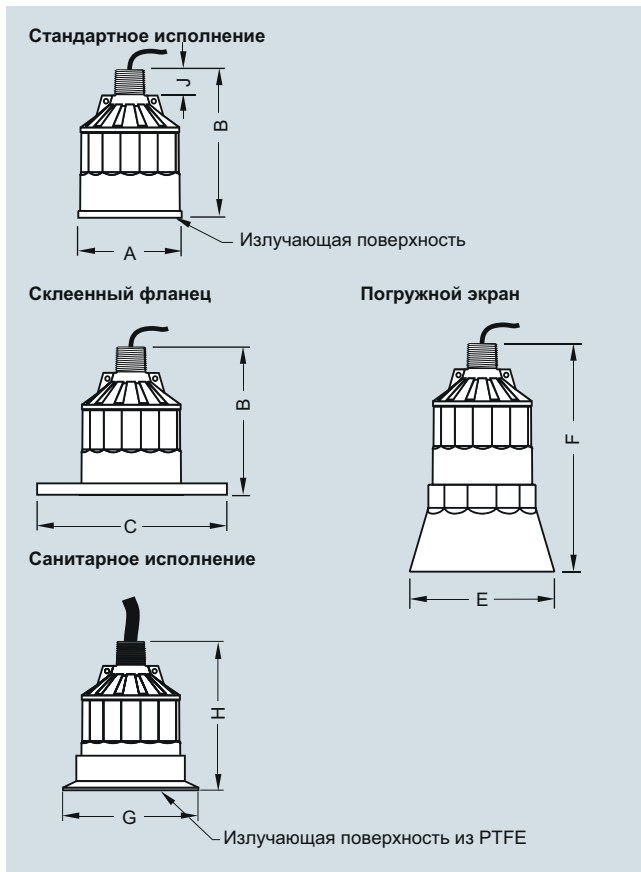 Стандартное исполнение
J
B
A
Излучающая поверхность
Склеенный фланец
B
C
Погружной экран
F
E
Санитарное исполнение
H
G
Излучающая поверхность из PTFE